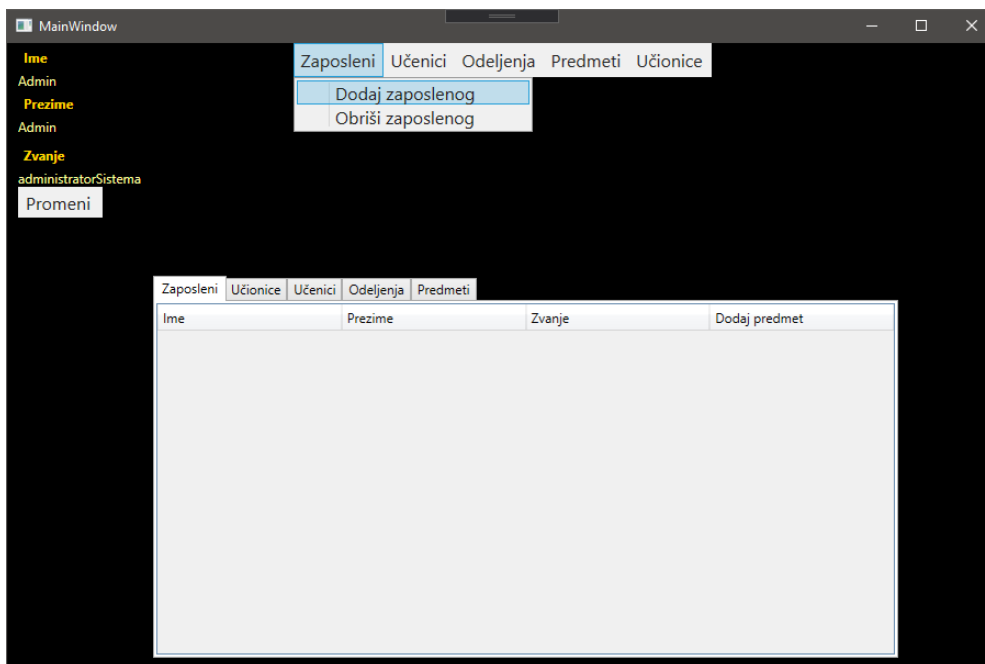 MainWindow
Ime
Admin
Prezime
Admin
Zvanje
administratorSistema
Promeni
Zaposleni Učenici Odeljenja Predmeti Učionice
Dodaj zaposlenog
Obriši zaposlenog
Zaposleni Učionice Učenici Odeljenja Predmeti
Ime Prezime Zvanje Dodaj predmet